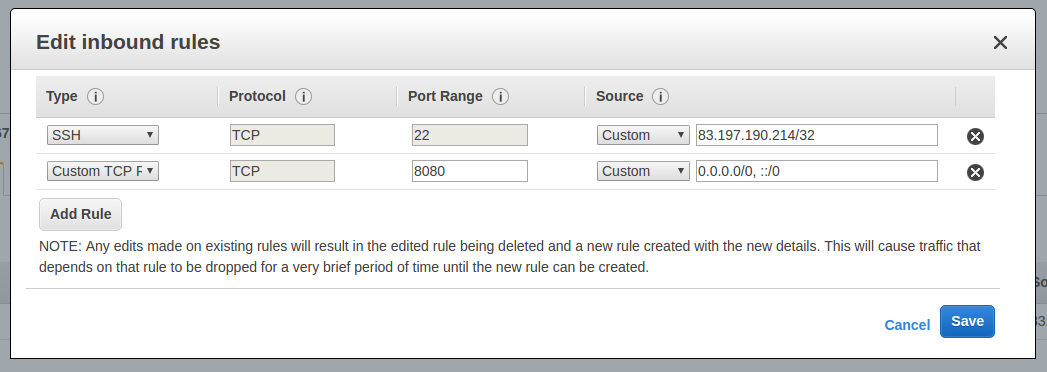 Edit inbound rules
Type Protocol Port Range Source
SSH TCP 22 Custom 83.197.190.214/32
Custom TCP F TCP 8080 Custom 0.0.0.0/0, ::/0
Add Rule
NOTE: Any edits made on existing rules will result in the edited rule being deleted and a new rule created with the new details. This will cause traffic that
depends on that rule to be dropped for a very brief period of time until the new rule can be created.
Cancel Save